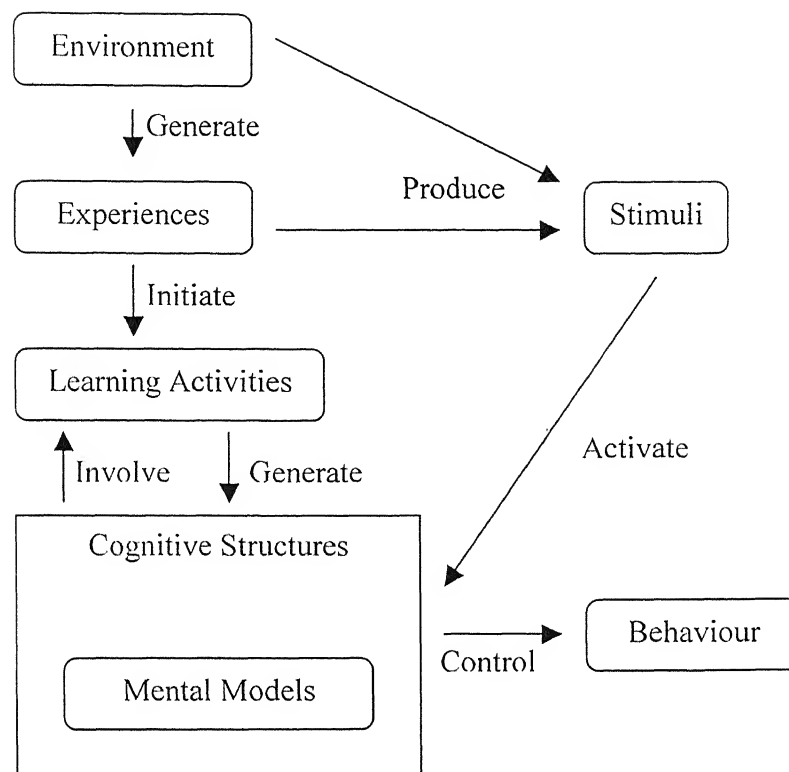 Environment
Generate
Produce
Experiences
Stimuli
Initiate
Learning Activities
Activate
Involve
Generate
Cognitive Structures
Behaviour
Control
Mental Models